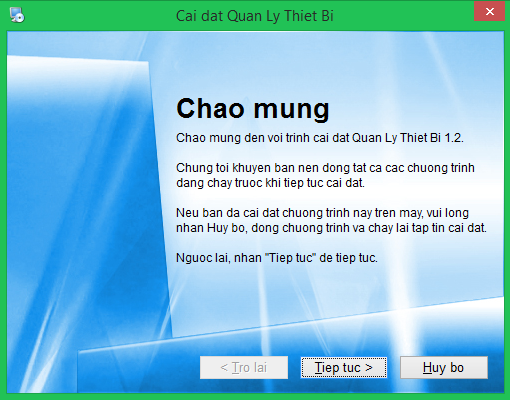 Cai dat Quan Ly Thiet Bi
Chao mung
Chao mung den voi trinh cai dat Quan Ly Thiet Bi 1.2.
Chung toi khuyen ban nen dong tat ca cac chuong trinh
dang chay truoc khi tiep tuc cai dat.
Neu ban da cai dat chuong trinh nay tren may, vui long
nhan Huy bo, dong chuong trinh va chay lai tap tin cai dat.
Nguoc lai, nhan "Tiep tuc" de tiep tuc.
< Tro lai
Tiep tuc >
Huy bo